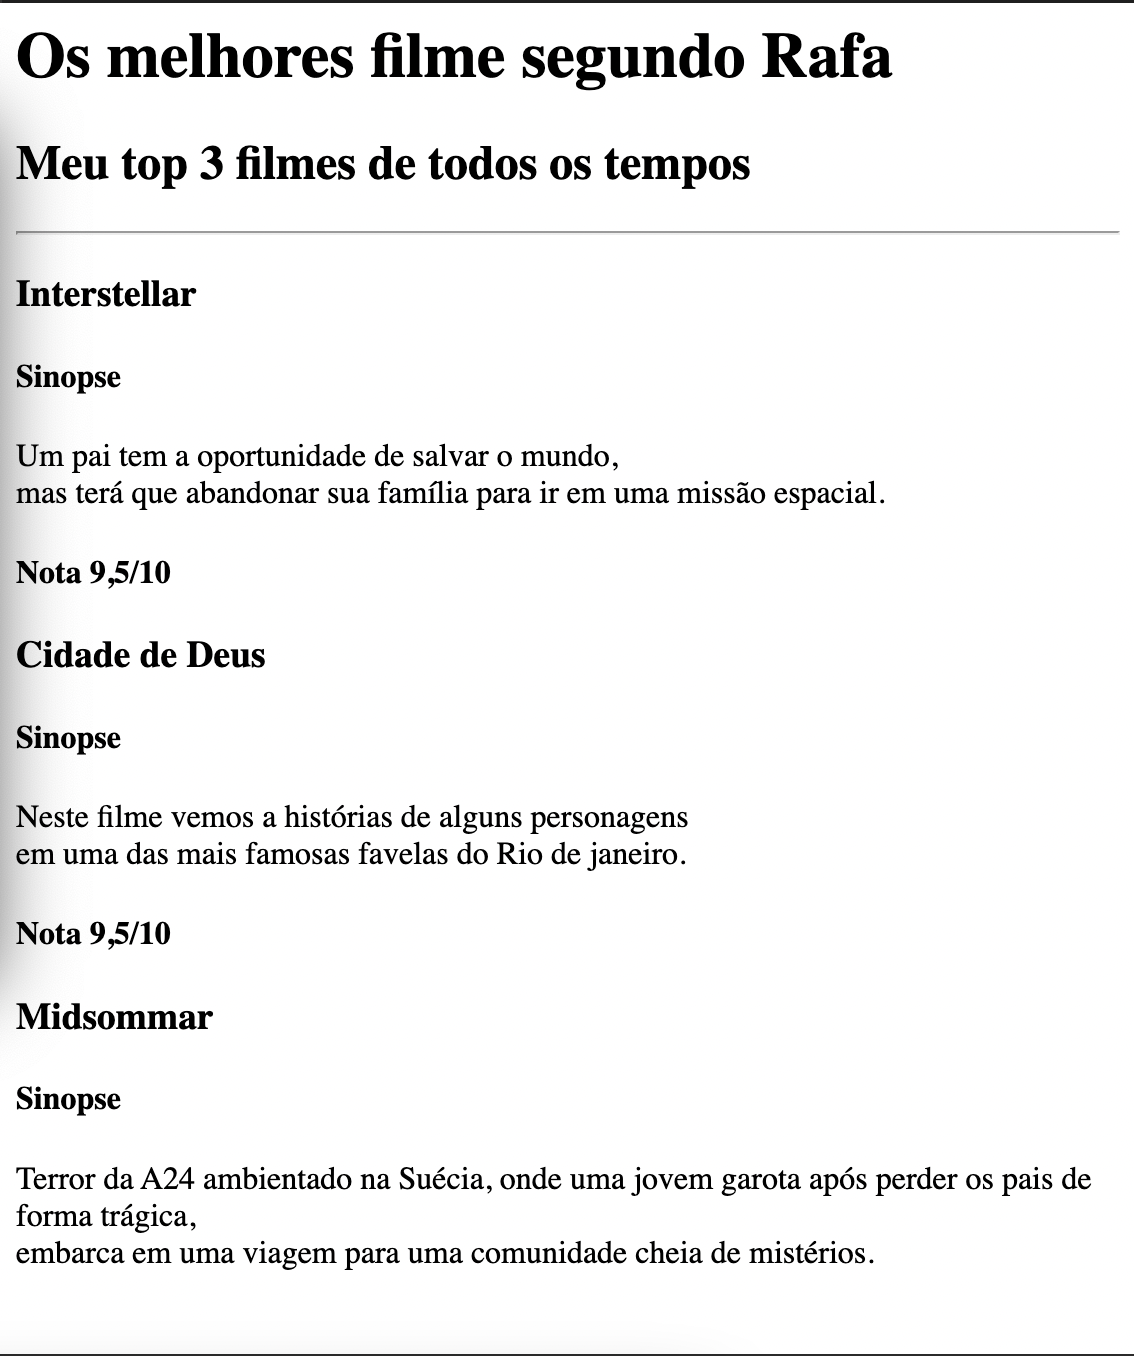 Os melhores filme segundo Rafa
Meu top 3 filmes de todos os tempos
Interstellar
Sinopse
Um pai tem a oportunidade de salvar o mundo,
mas terá que abandonar sua família para ir em uma missão espacial.
Nota 9,5/10
Cidade de Deus
Sinopse
Neste filme vemos a histórias de alguns personagens
em uma das mais famosas favelas do Rio de janeiro.
Nota 9,5/10
Midsommar
Sinopse
Terror da A24 ambientado na Suécia, onde uma jovem garota após perder os pais de
forma trágica,
embarca em uma viagem para uma comunidade cheia de mistérios.